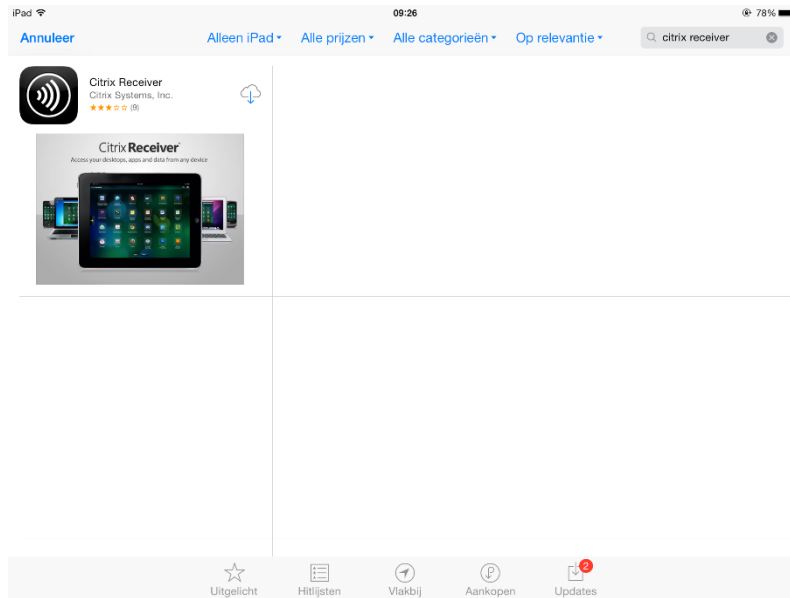 iPad 09:26 78%
Annuleer Alleen iPad Alle prijzen Alle categorieën Op relevantie citrix receiver
Citrix Receiver
Citrix Systems, Inc.
(9)
Citrix Receiver
Access your desktops, apps and data from any device
2
Uitgelicht Hitlijsten Vlakbij Aankopen Updates